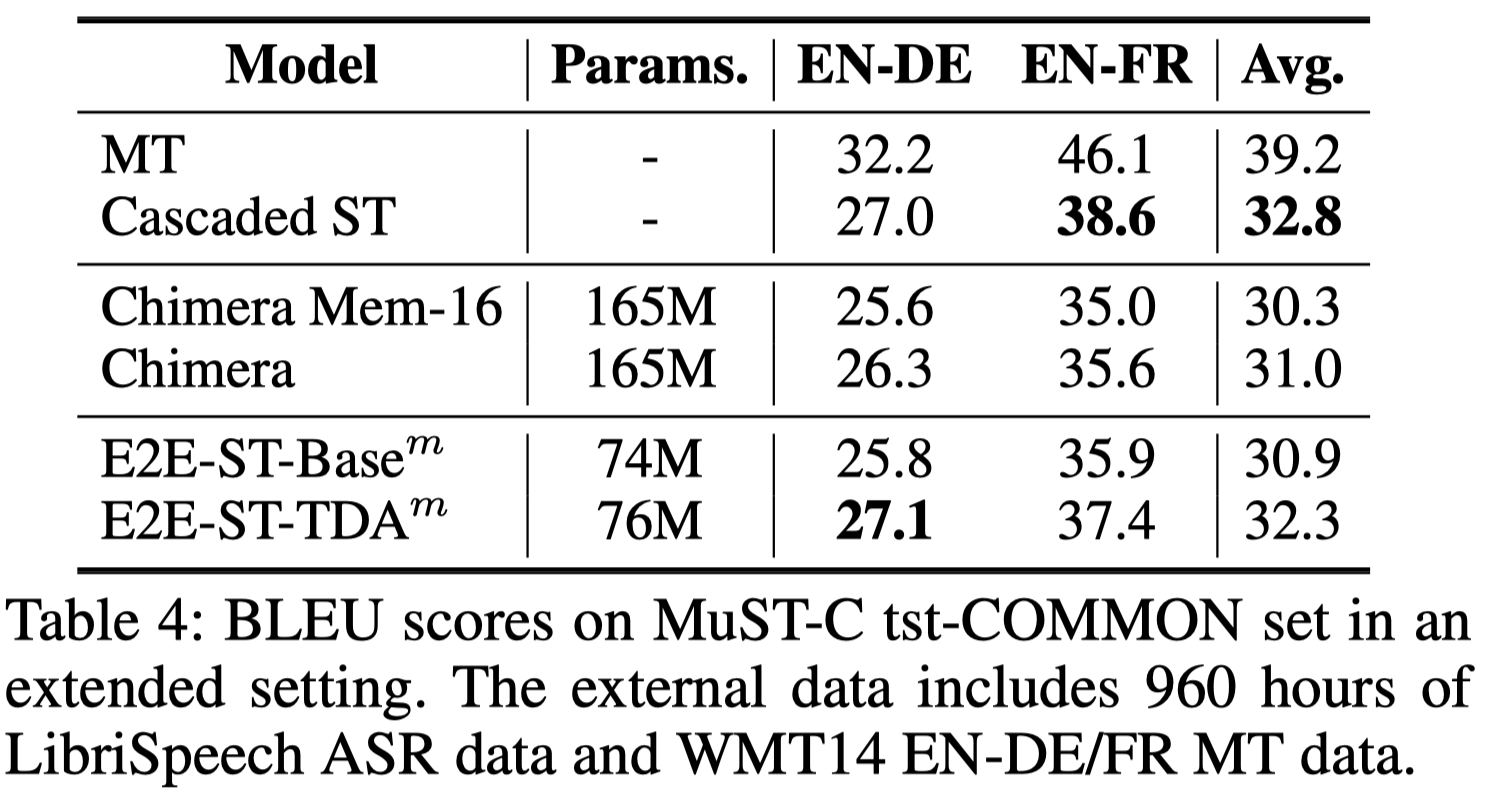 Model Params. EN-DE EN-FR Avg.
MT - 32.2 46.1 39.2
Cascaded ST - 27.0 38.6 32.8
Chimera Mem-16 165M 25.6 35.0 30.3
Chimera 165M 26.3 35.6 31.0
E2E-ST-Baseᵐ 74M 25.8 35.9 30.9
E2E-ST-TDAᵐ 76M 27.1 37.4 32.3
Table 4: BLEU scores on MuST-C tst-COMMON set in an
extended setting. The external data includes 960 hours of
LibriSpeech ASR data and WMT14 EN-DE/FR MT data.